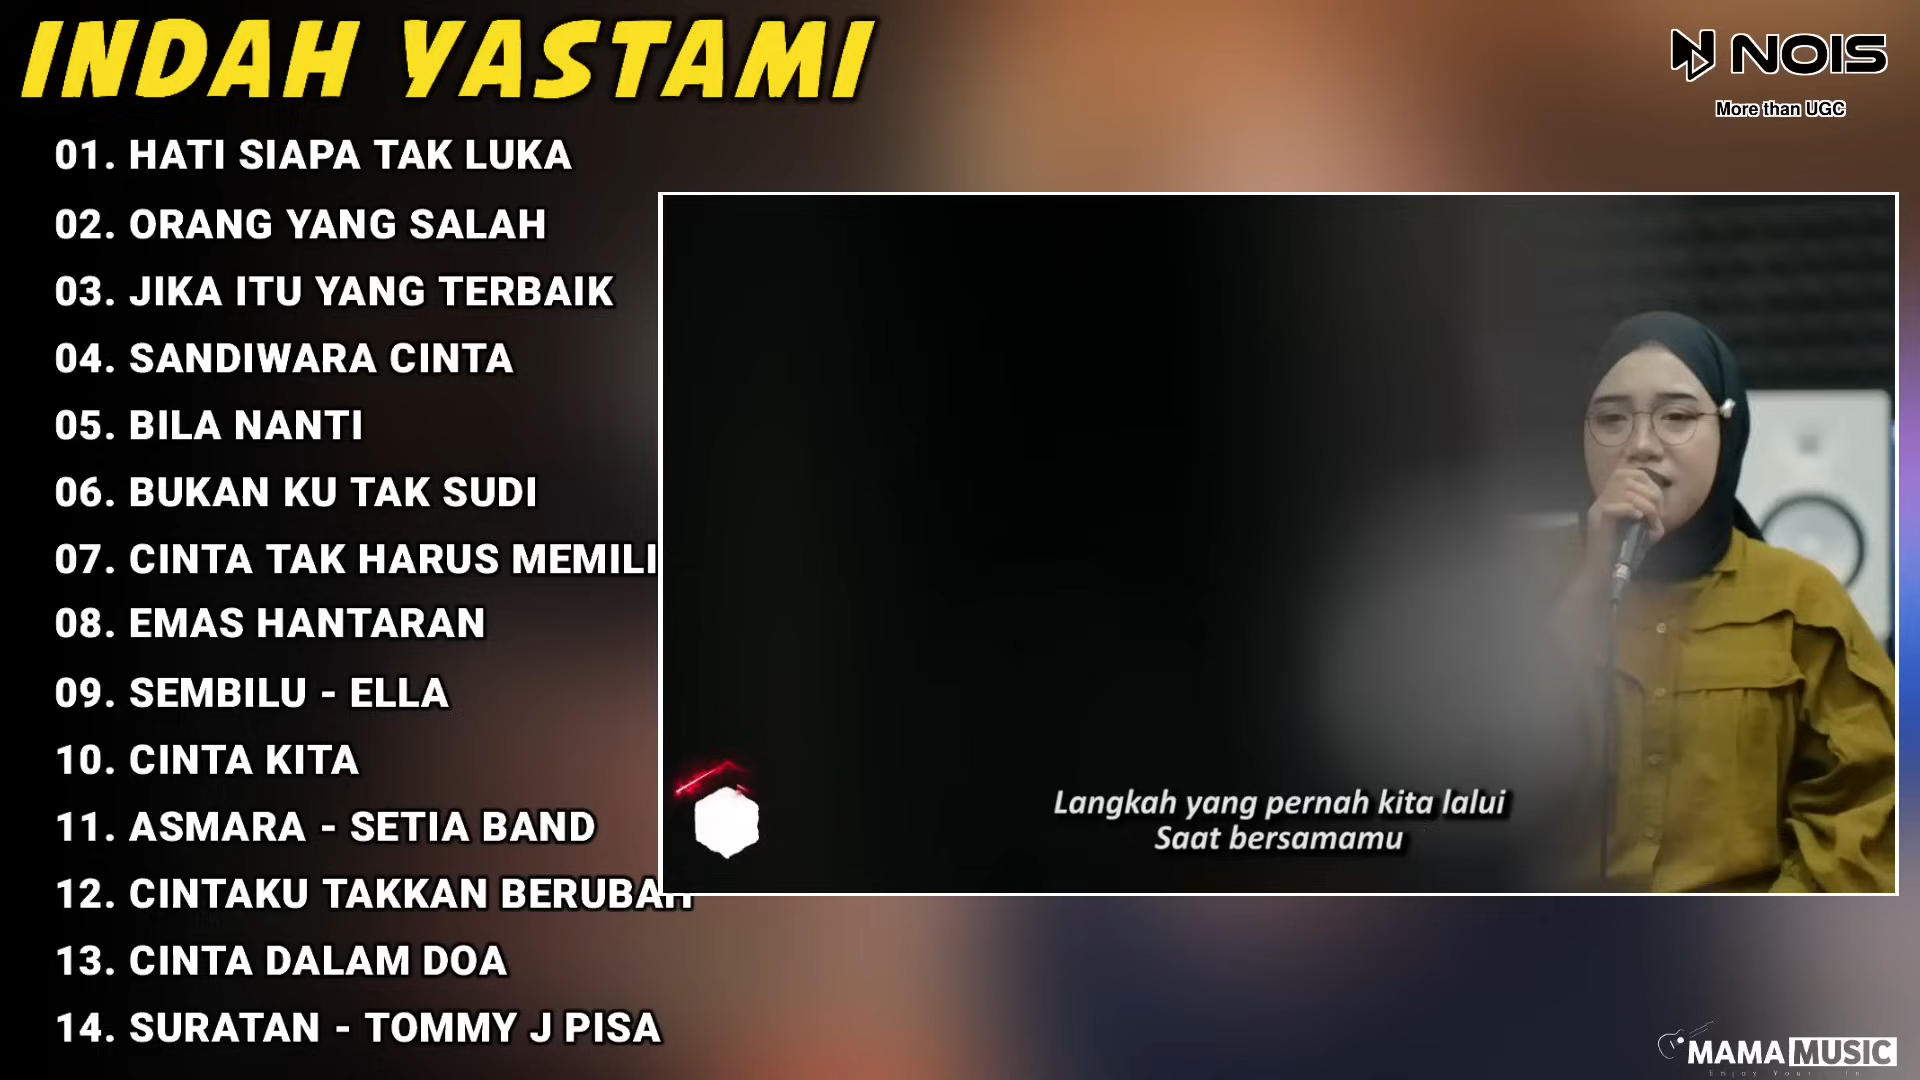 INDAH YASTAMI
NOIS
More than UGC
01. HATI SIAPA TAK LUKA
02. ORANG YANG SALAH
03. JIKA ITU YANG TERBAIK
04. SANDIWARA CINTA
05. BILA NANTI
06. BUKAN KU TAK SUDI
07. CINTA TAK HARUS MEMILI
08. EMAS HANTARAN
09. SEMBILU - ELLA
10. CINTA KITA
11. ASMARA - SETIA BAND
12. CINTAKU TAKKAN BERUBAH
13. CINTA DALAM DOA
14. SURATAN - TOMMY J PISA
Langkah yang pernah kita lalui
Saat bersamamu
MAMA MUSIC
Enjoy Your